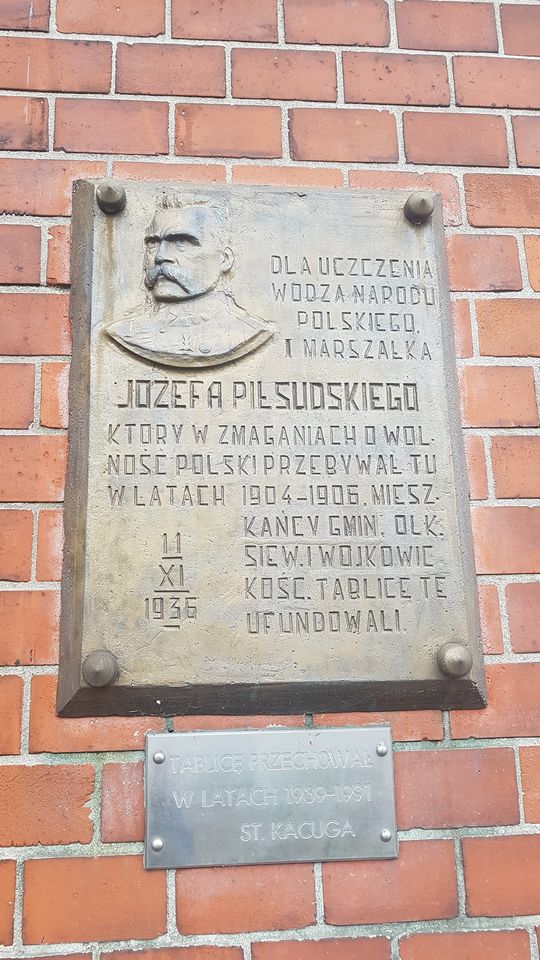 DLA UCZCZENIA
WODZA NARODU
POLSKIEGO,
I MARSZAŁKA
JÓZEFA PIŁSUDSKIEGO
KTÓRY W ZMAGANIACH O WOL-
NOŚĆ POLSKI PRZEBYWAŁ TU
W LATACH 1904-1906. MIESZ-
KAŃCY GMIN. OLK.
SIEW. I WOJKOWIC
KOŚC. TABLICE TĘ
UFUNDOWALI.
11
XI
1936
TABLICĘ PRZECHOWAŁ
W LATACH 1939-1991
ST. KACUGA